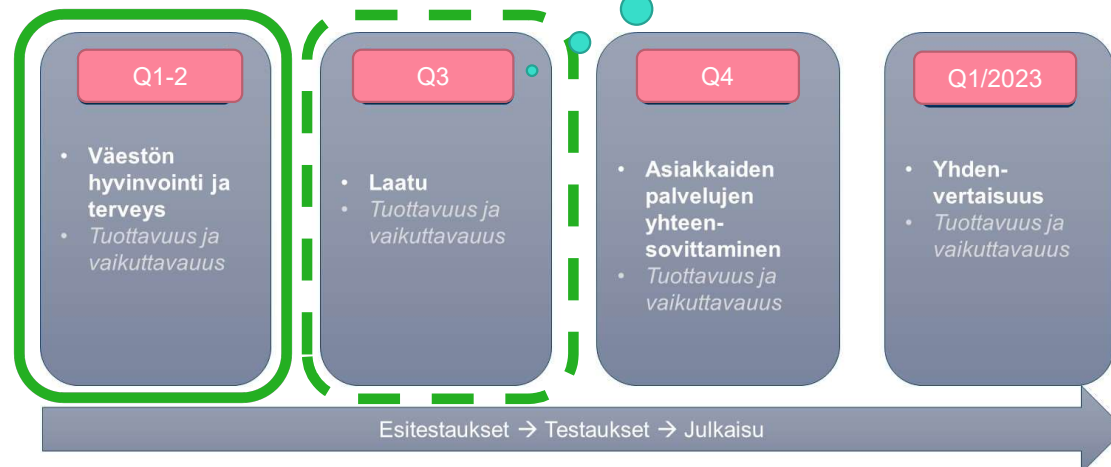 Q1-2
• Väestön
hyvinvointi ja
terveys
• Tuottavuus ja
vaikuttavauus
Q3
• Laatu
• Tuottavuus ja
vaikuttavauus
Q4
• Asiakkaiden
palvelujen
yhteen-
sovittaminen
• Tuottavuus ja
vaikuttavauus
Q1/2023
• Yhden-
vertaisuus
• Tuottavuus ja
vaikuttavauus
Esitestaukset → Testaukset → Julkaisu